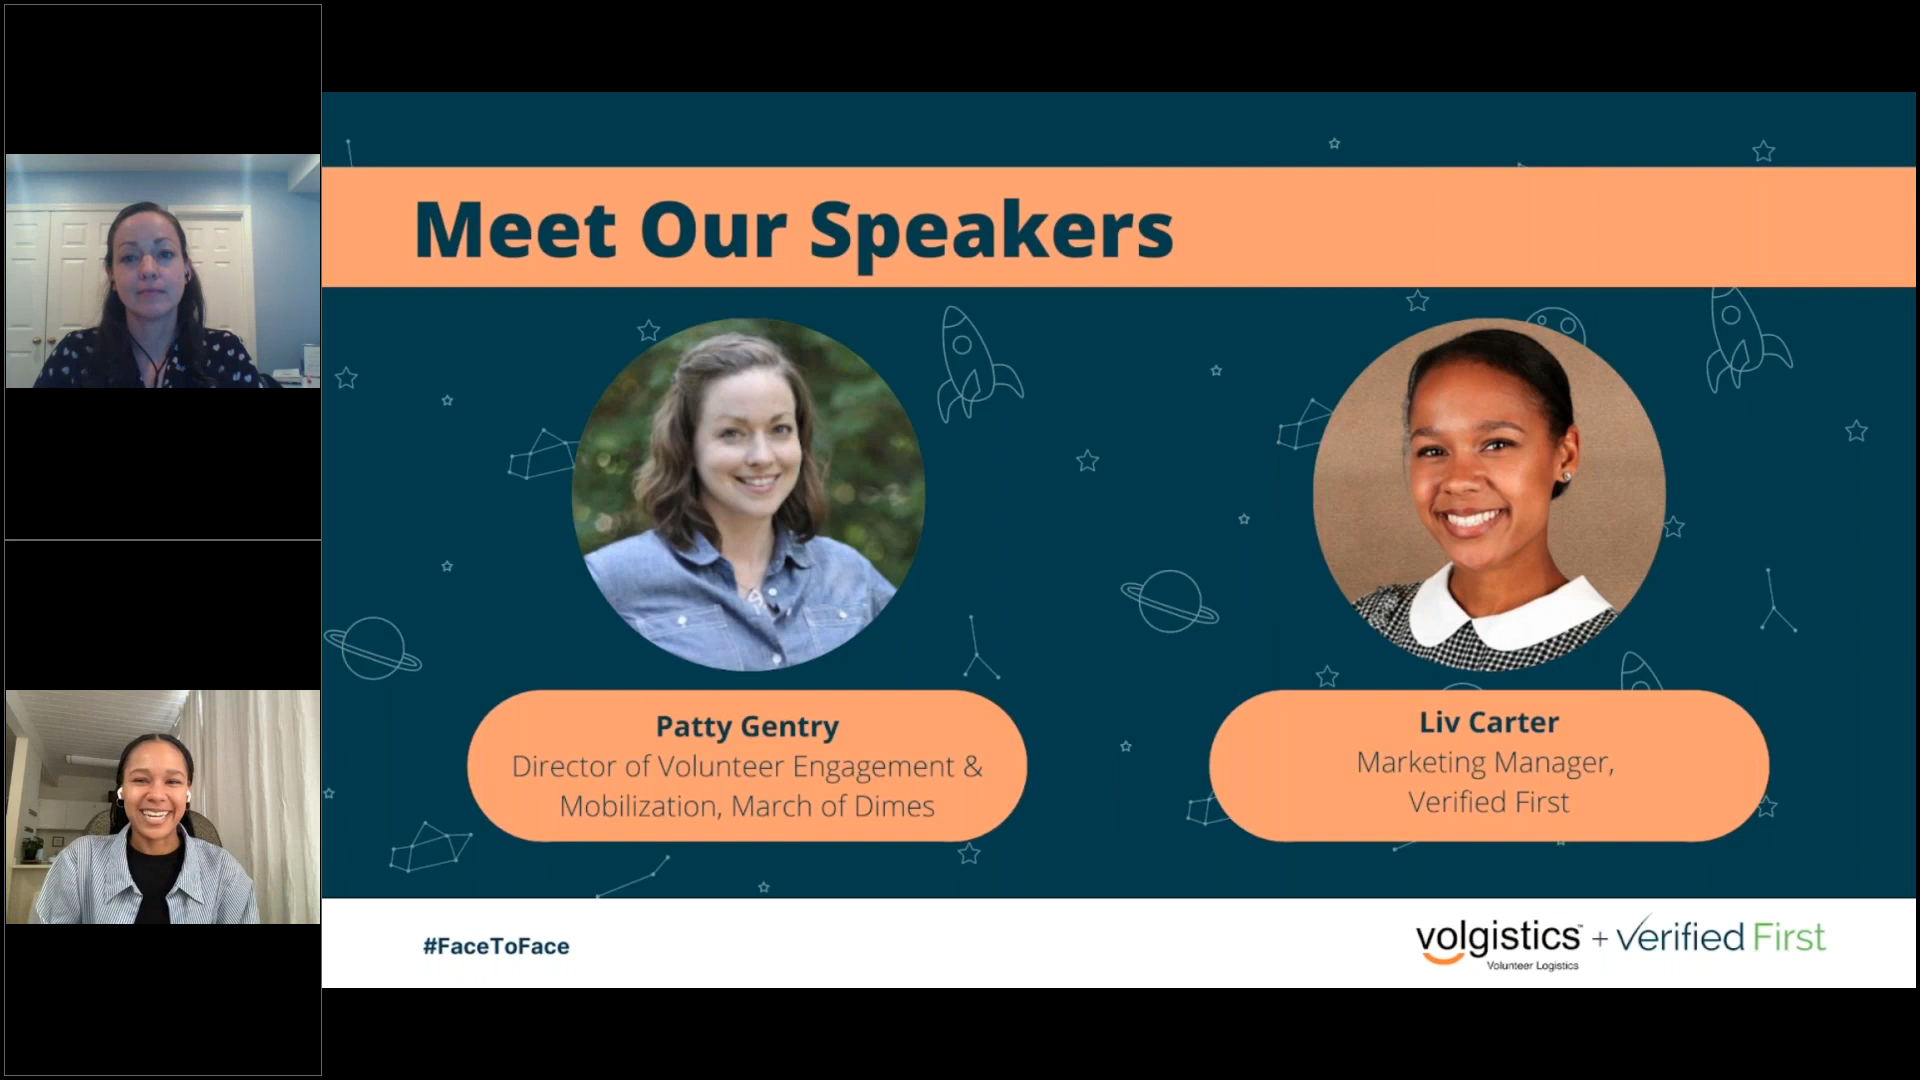 Meet Our Speakers
Patty Gentry
Director of Volunteer Engagement &
Mobilization, March of Dimes
Liv Carter
Marketing Manager,
Verified First
#FaceToFace
volgistics™ + Verified First
Volunteer Logistics